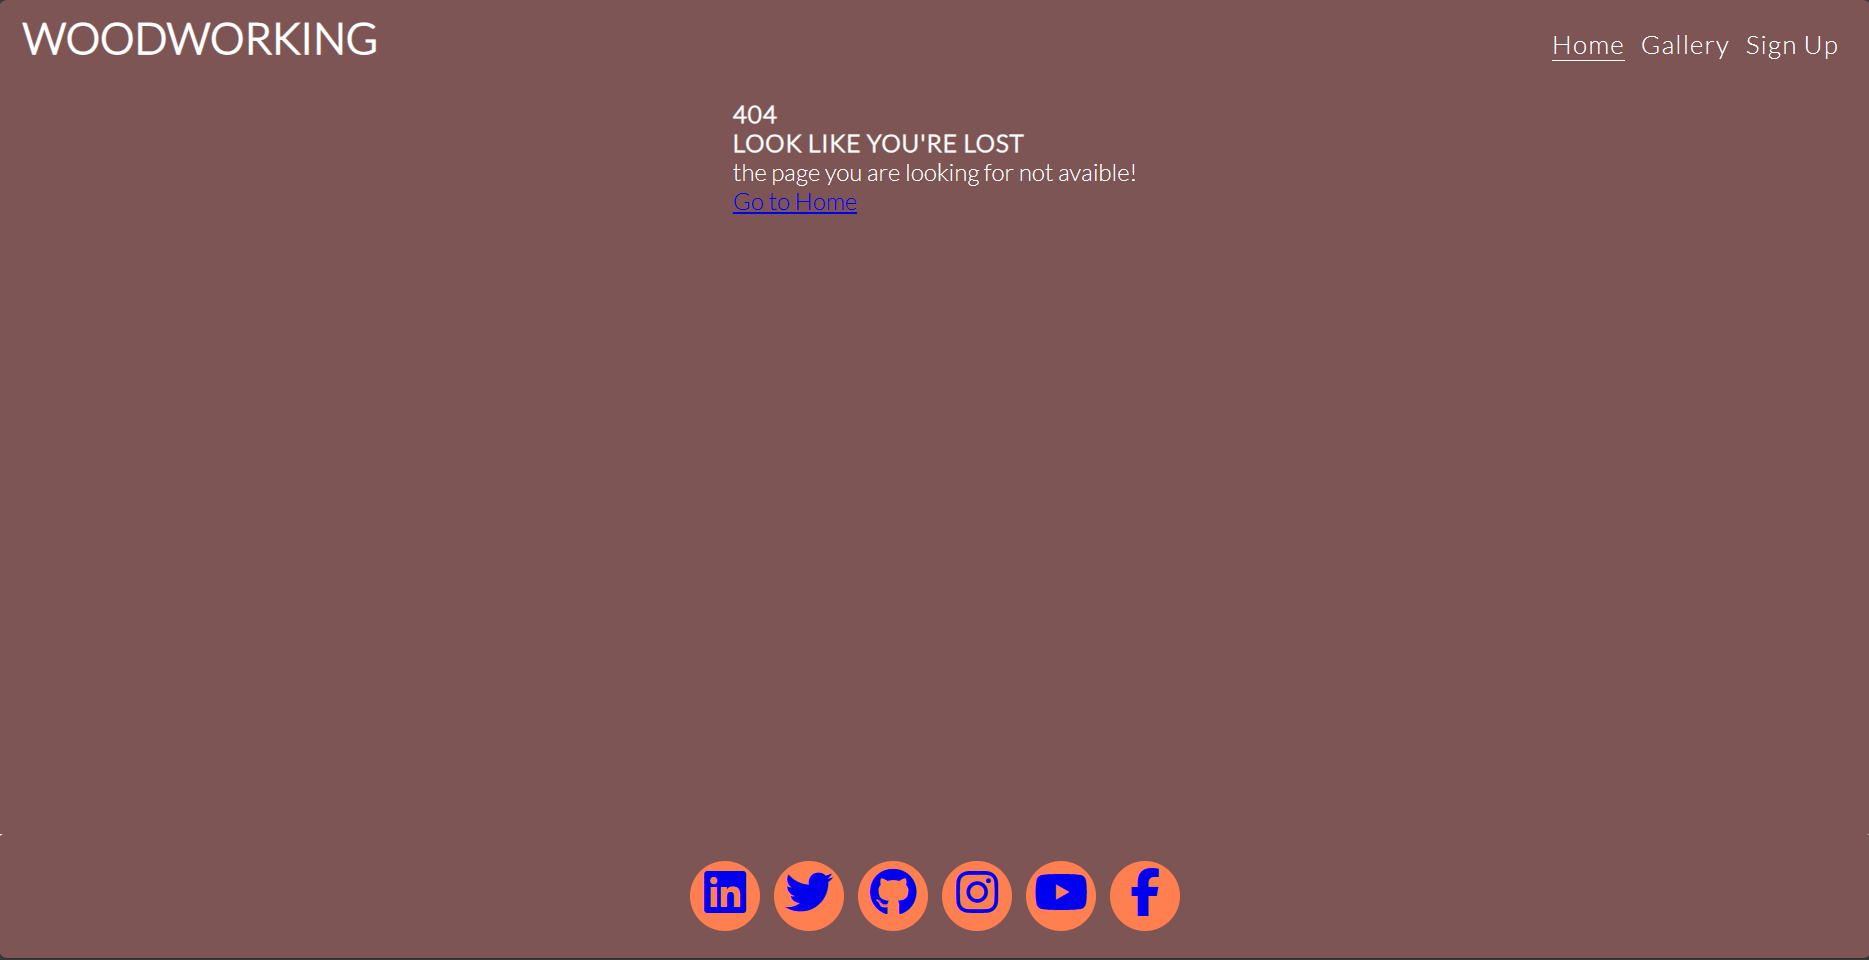 WOODWORKING
Home Gallery Sign Up
404
LOOK LIKE YOU'RE LOST
the page you are looking for not avaible!
Go to Home